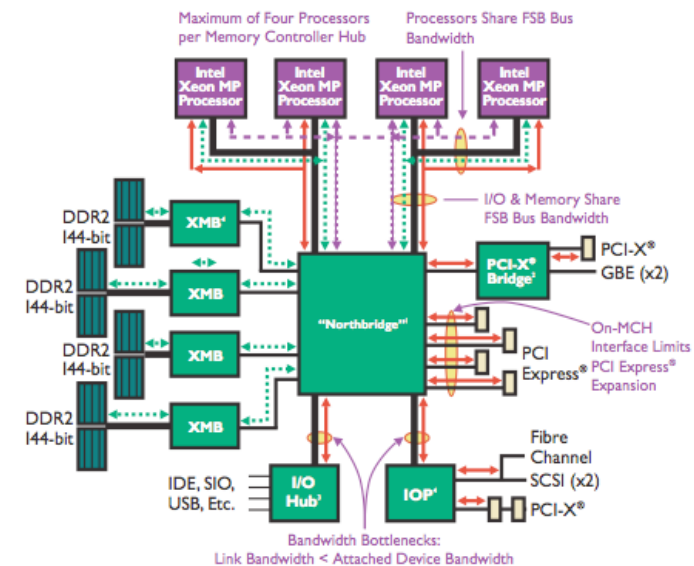 Maximum of Four Processors
per Memory Controller Hub
Processors Share FSB Bus
Bandwidth
Intel
Xeon MP
Processor
Intel
Xeon MP
Processor
Intel
Xeon MP
Processor
Intel
Xeon MP
Processor
I/O & Memory Share
FSB Bus Bandwidth
DDR2
144-bit
XMB⁴
DDR2
144-bit
XMB
DDR2
144-bit
XMB
DDR2
144-bit
XMB
"Northbridge"¹
PCI-X®
Bridge²
PCI-X®
GBE (x2)
On-MCH
Interface Limits
PCI Express®
Expansion
PCI
Express®
IDE, SIO,
USB, Etc.
I/O
Hub³
IOP⁴
Fibre
Channel
SCSI (x2)
PCI-X®
Bandwidth Bottlenecks:
Link Bandwidth < Attached Device Bandwidth